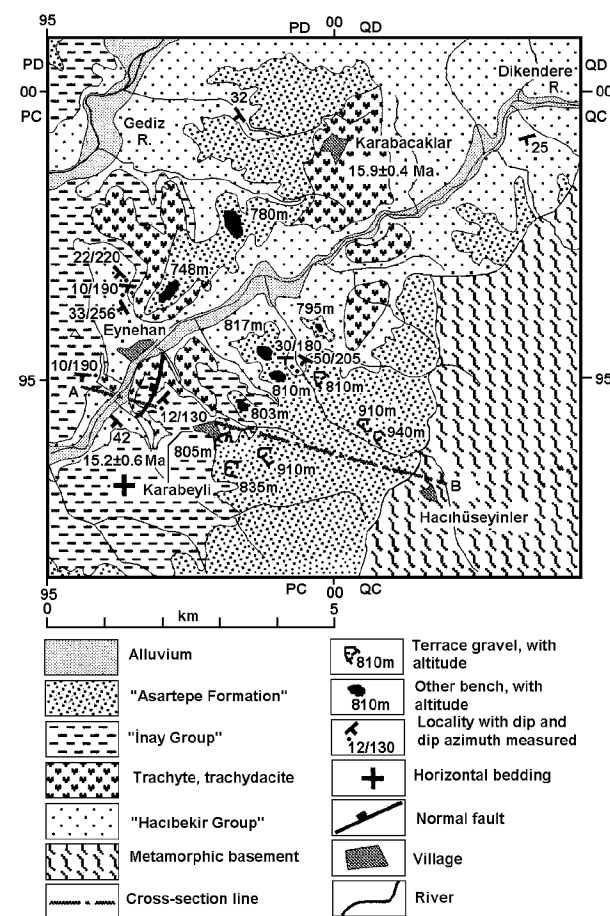 95
00
PD
QD
PD
00
PC
Dikendere
R.
QD
00
QC
32
Gediz
R.
Karabacaklar
25
15.9±0.4 Ma.
780m
22/220
748m
10/190
33/256
795m
817m
Eynehan
30/180
50/205
10/190
95
95
A
810m
810m
12/130
803m
910m
940m
42
805m
15.2±0.6 Ma
910m
B
Karabeyli
835m
Hacıhüseyinler
95
PC
00
QC
0
km
5
Alluvium
"Asartepe Formation"
"İnay Group"
Trachyte, trachydacite
"Hacıbekir Group"
Metamorphic basement
Cross-section line
810m
Terrace gravel, with
altitude
810m
Other bench, with
altitude
12/130
Locality with dip and
dip azimuth measured
Horizontal bedding
Normal fault
Village
River